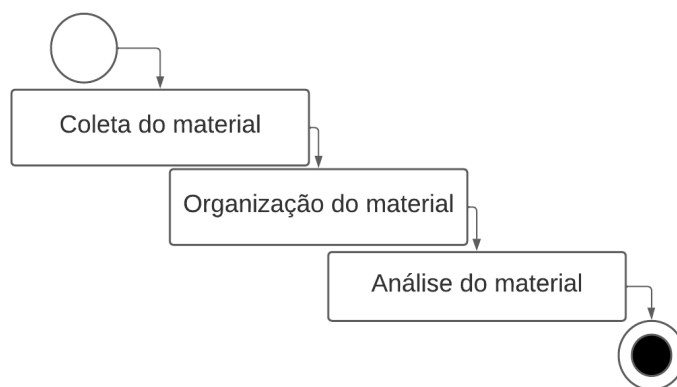 Coleta do material
Organização do material
Análise do material